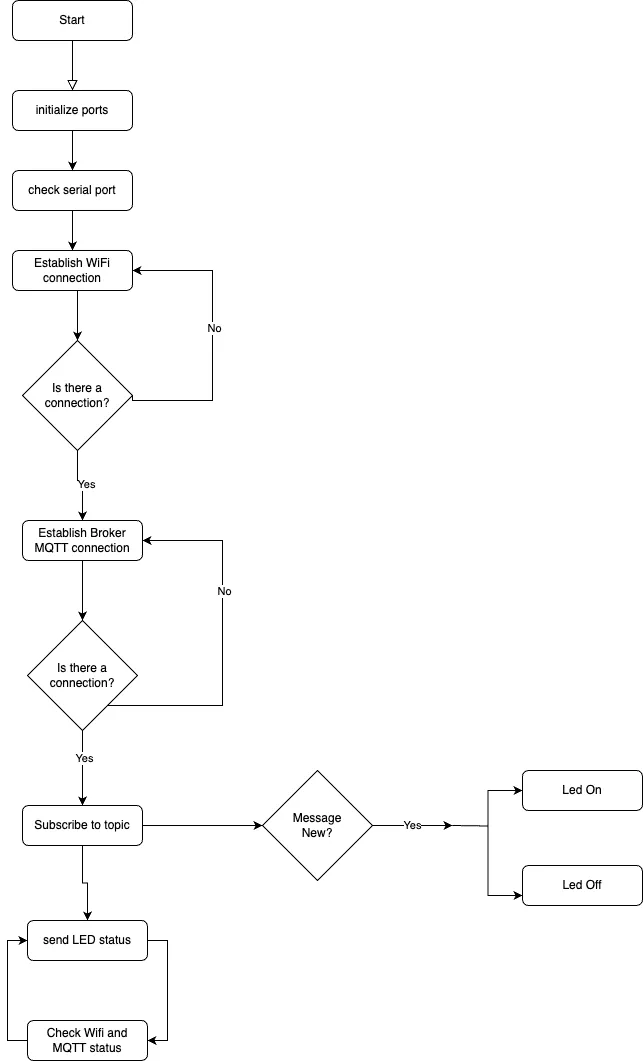 Start
initialize ports
check serial port
Establish WiFi
connection
No
Is there a
connection?
Yes
Establish Broker
MQTT connection
No
Is there a
connection?
Yes
Subscribe to topic
Message
New?
Yes
Led On
Led Off
send LED status
Check Wifi and
MQTT status